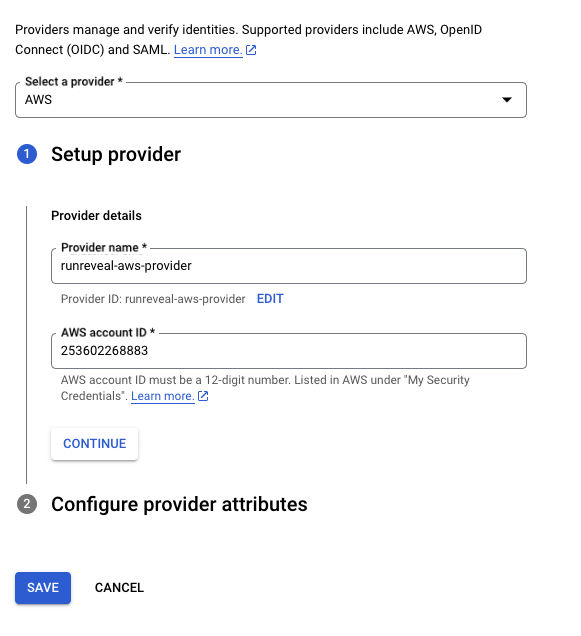 Providers manage and verify identities. Supported providers include AWS, OpenID
Connect (OIDC) and SAML. Learn more.
Select a provider *
AWS
1 Setup provider
Provider details
Provider name *
runreveal-aws-provider
Provider ID: runreveal-aws-provider EDIT
AWS account ID *
253602268883
AWS account ID must be a 12-digit number. Listed in AWS under "My Security
Credentials". Learn more.
CONTINUE
2 Configure provider attributes
SAVE CANCEL